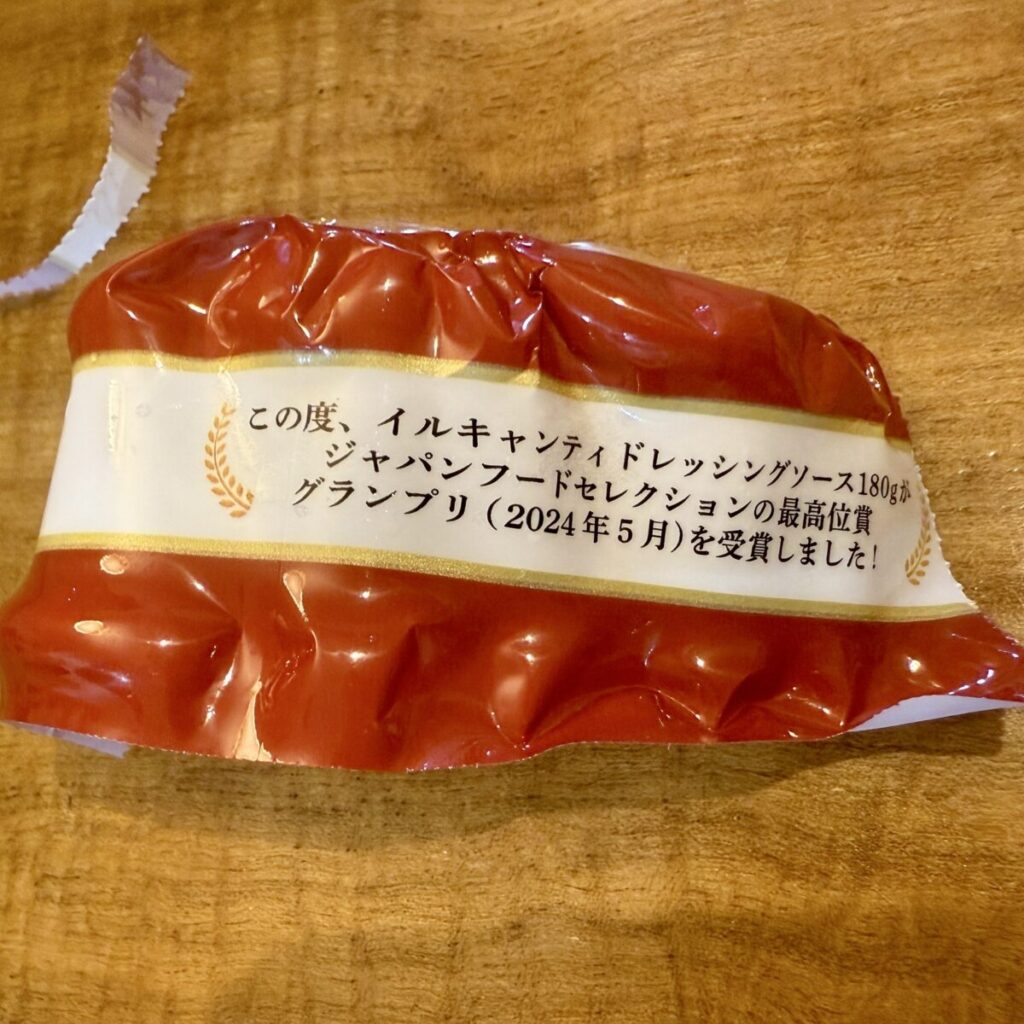 この度、イルキャンティドレッシングソース180gが
ジャパンフードセレクションの最高位賞
グランプリ(2024年5月)を受賞しました!